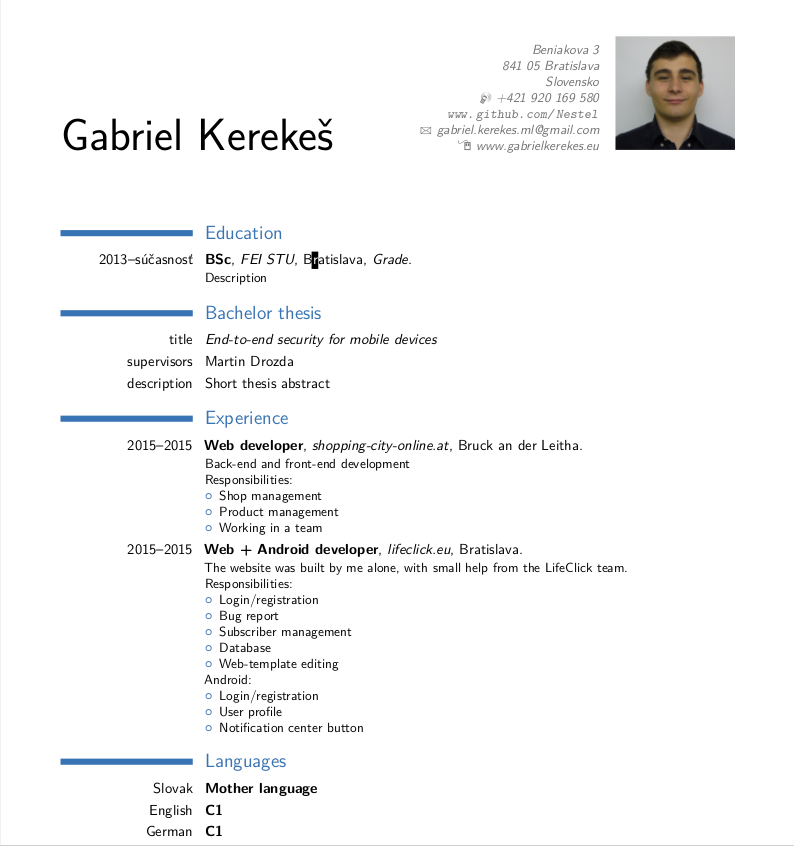 Gabriel Kerekeš
Beniakova 3
841 05 Bratislava
Slovensko
+421 920 169 580
www.github.com/Nestel
gabriel.kerekes.ml@gmail.com
www.gabrielkerekes.eu
Education
2013–súčasnosť BSc, FEI STU, Bratislava, Grade.
Description
Bachelor thesis
title End-to-end security for mobile devices
supervisors Martin Drozda
description Short thesis abstract
Experience
2015–2015 Web developer, shopping-city-online.at, Bruck an der Leitha.
Back-end and front-end development
Responsibilities:
Shop management
Product management
Working in a team
2015–2015 Web + Android developer, lifeclick.eu, Bratislava.
The website was built by me alone, with small help from the LifeClick team.
Responsibilities:
Login/registration
Bug report
Subscriber management
Database
Web-template editing
Android:
Login/registration
User profile
Notification center button
Languages
Slovak Mother language
English C1
German C1